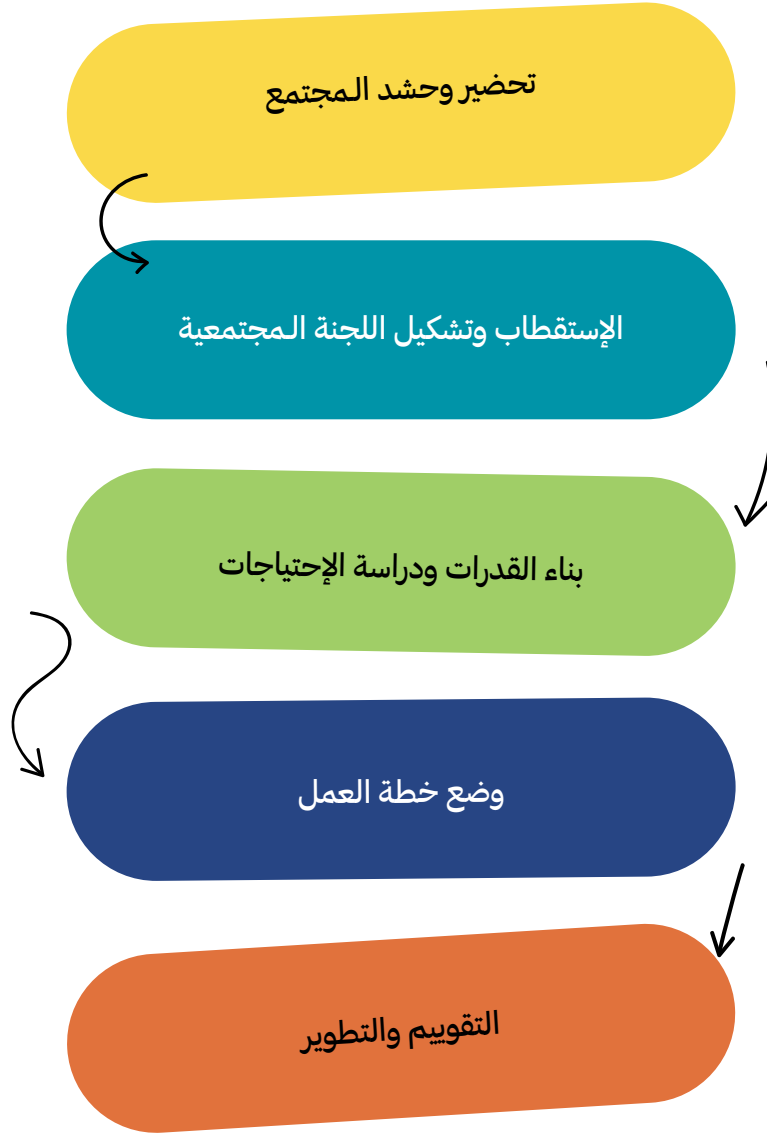 تحضير وحشد المجتمع
الإستقطاب وتشكيل اللجنة المجتمعية
بناء القدرات ودراسة الإحتياجات
وضع خطة العمل
التقوييم والتطوير